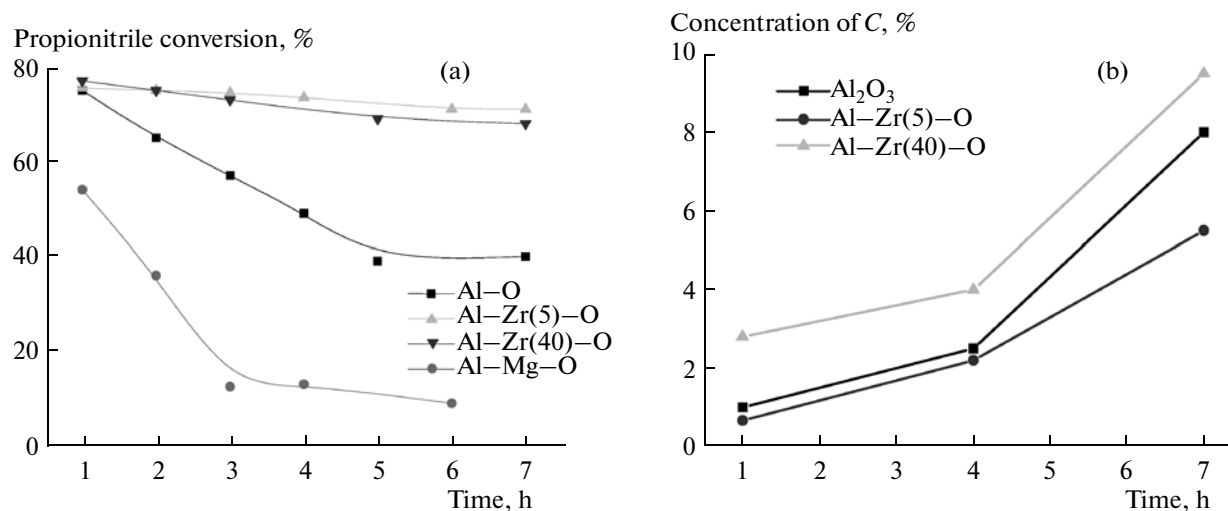 Propionitrile conversion, %
(a)
80
60
40
20
0
Al–O
Al–Zr(5)–O
Al–Zr(40)–O
Al–Mg–O
1 2 3 4 5 6 7
Time, h
Concentration of C, %
(b)
10
8
6
4
2
0
Al₂O₃
Al–Zr(5)–O
Al–Zr(40)–O
1 2 3 4 5 6 7
Time, h